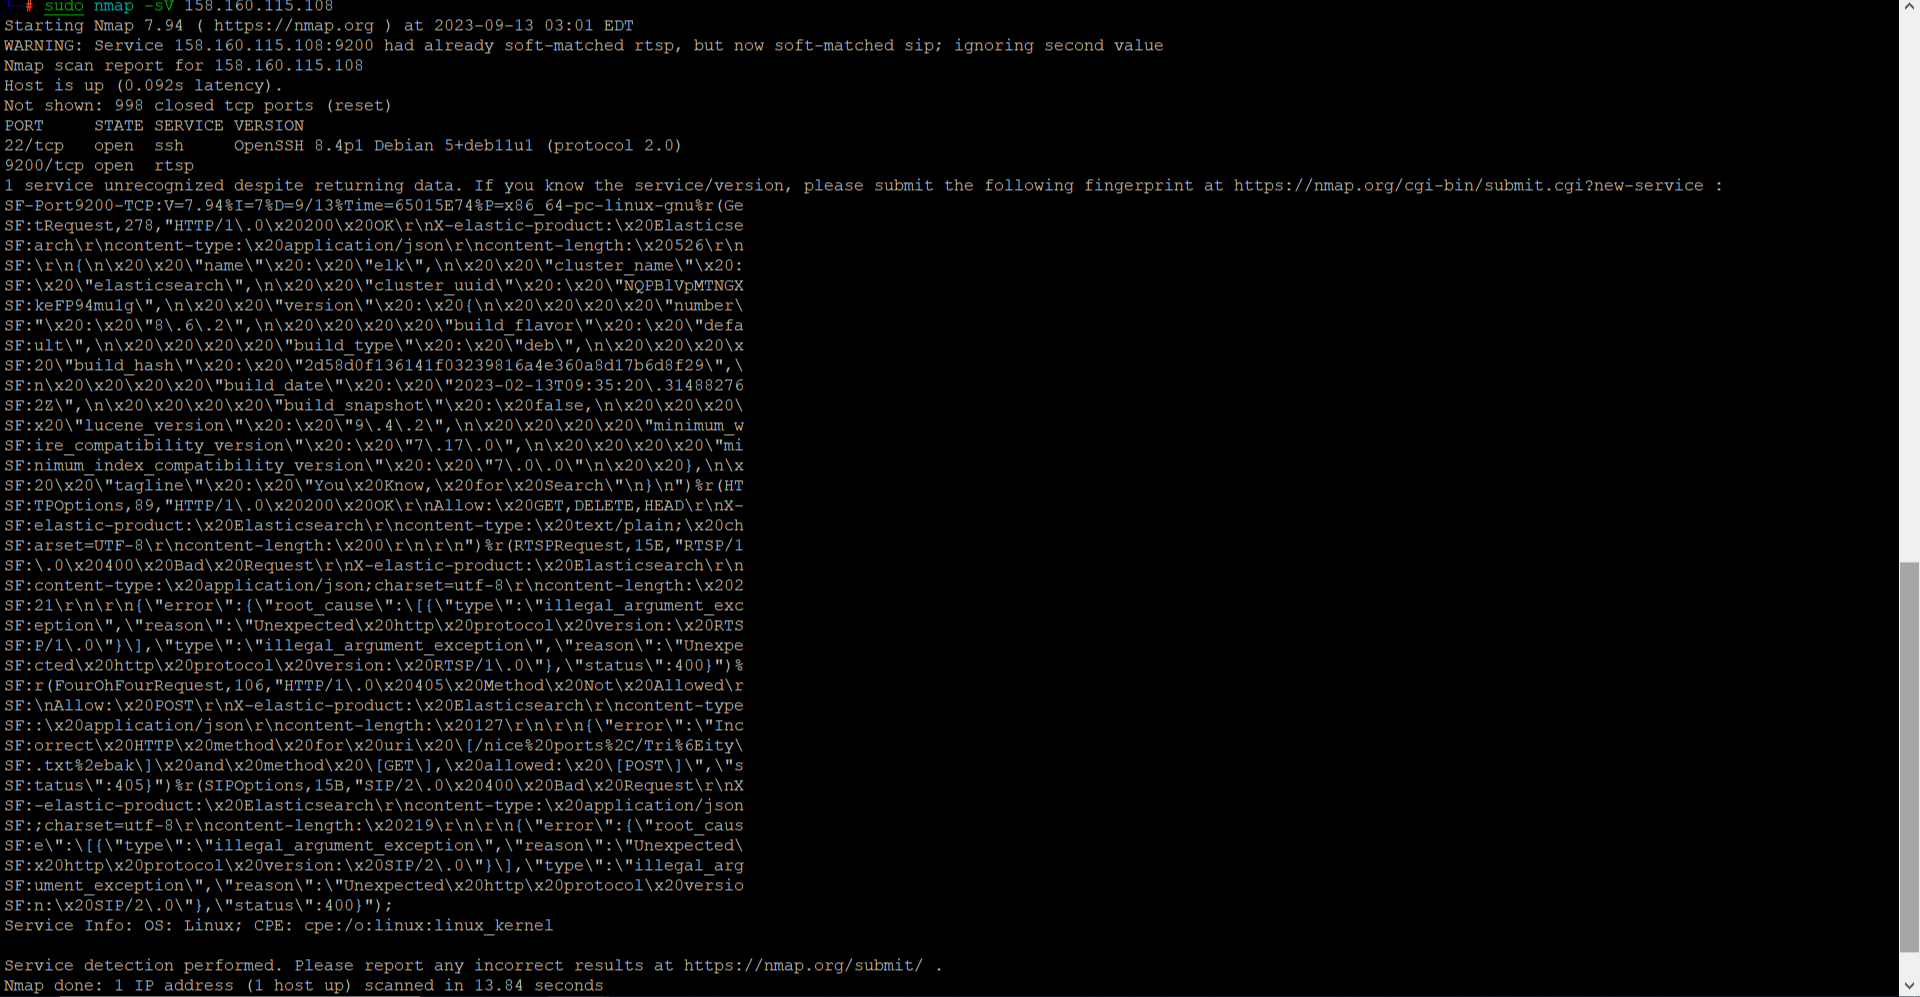 # sudo nmap -sV 158.160.115.108
Starting Nmap 7.94 ( https://nmap.org ) at 2023-09-13 03:01 EDT
WARNING: Service 158.160.115.108:9200 had already soft-matched rtsp, but now soft-matched sip; ignoring second value
Nmap scan report for 158.160.115.108
Host is up (0.092s latency).
Not shown: 998 closed tcp ports (reset)
PORT     STATE SERVICE VERSION
22/tcp   open  ssh     OpenSSH 8.4p1 Debian 5+deb11u1 (protocol 2.0)
9200/tcp open  rtsp
1 service unrecognized despite returning data. If you know the service/version, please submit the following fingerprint at https://nmap.org/cgi-bin/submit.cgi?new-service :
SF-Port9200-TCP:V=7.94%I=7%D=9/13%Time=65015E74%P=x86_64-pc-linux-gnu%r(Ge
SF:tRequest,278,"HTTP/1\.0\x20200\x20OK\r\nX-elastic-product:\x20Elasticse
SF:arch\r\ncontent-type:\x20application/json\r\ncontent-length:\x20526\r\n
SF:\r\n{\n\x20\x20\"name\"\x20:\x20\"elk\",\n\x20\x20\"cluster_name\"\x20:
SF:\x20\"elasticsearch\",\n\x20\x20\"cluster_uuid\"\x20:\x20\"NQPBlVpMTNGX
SF:keFP94mu1g\",\n\x20\x20\"version\"\x20:\x20{\n\x20\x20\x20\x20\"number\
SF:"\x20:\x20\"8\.6\.2\",\n\x20\x20\x20\x20\"build_flavor\"\x20:\x20\"defa
SF:ult\",\n\x20\x20\x20\x20\"build_type\"\x20:\x20\"deb\",\n\x20\x20\x20\x
SF:20\"build_hash\"\x20:\x20\"2d58d0f136141f03239816a4e360a8d17b6d8f29\",\
SF:n\x20\x20\x20\x20\"build_date\"\x20:\x20\"2023-02-13T09:35:20\.31488276
SF:2Z\",\n\x20\x20\x20\x20\"build_snapshot\"\x20:\x20false,\n\x20\x20\x20\
SF:x20\"lucene_version\"\x20:\x20\"9\.4\.2\",\n\x20\x20\x20\x20\"minimum_w
SF:ire_compatibility_version\"\x20:\x20\"7\.17\.0\",\n\x20\x20\x20\x20\"mi
SF:nimum_index_compatibility_version\"\x20:\x20\"7\.0\.0\"\n\x20\x20},\n\x
SF:20\x20\"tagline\"\x20:\x20\"You\x20Know,\x20for\x20Search\"\n}\n")%r(HT
SF:TPOptions,89,"HTTP/1\.0\x20200\x20OK\r\nAllow:\x20GET,DELETE,HEAD\r\nX-
SF:elastic-product:\x20Elasticsearch\r\ncontent-type:\x20text/plain;\x20ch
SF:arset=UTF-8\r\ncontent-length:\x200\r\n\r\n")%r(RTSPRequest,15E,"RTSP/1
SF:\.0\x20400\x20Bad\x20Request\r\nX-elastic-product:\x20Elasticsearch\r\n
SF:content-type:\x20application/json;charset=utf-8\r\ncontent-length:\x202
SF:21\r\n\r\n{\"error\":{\"root_cause\":\[{\"type\":\"illegal_argument_exc
SF:eption\",\"reason\":\"Unexpected\x20http\x20protocol\x20version:\x20RTS
SF:P/1\.0\"}\],\"type\":\"illegal_argument_exception\",\"reason\":\"Unexpe
SF:cted\x20http\x20protocol\x20version:\x20RTSP/1\.0\"},\"status\":400}")%
SF:r(FourOhFourRequest,106,"HTTP/1\.0\x20405\x20Method\x20Not\x20Allowed\r
SF:\nAllow:\x20POST\r\nX-elastic-product:\x20Elasticsearch\r\ncontent-type
SF::\x20application/json\r\ncontent-length:\x20127\r\n\r\n{\"error\":\"Inc
SF:orrect\x20HTTP\x20method\x20for\x20uri\x20\[/nice%20ports%2C/Tri%6Eity\
SF:.txt%2ebak\]\x20and\x20method\x20\[GET\],\x20allowed:\x20\[POST\]\",\"s
SF:tatus\":405}")%r(SIPOptions,15B,"SIP/2\.0\x20400\x20Bad\x20Request\r\nX
SF:-elastic-product:\x20Elasticsearch\r\ncontent-type:\x20application/json
SF:;charset=utf-8\r\ncontent-length:\x20219\r\n\r\n{\"error\":{\"root_caus
SF:e\":\[{\"type\":\"illegal_argument_exception\",\"reason\":\"Unexpected\
SF:x20http\x20protocol\x20version:\x20SIP/2\.0\"}\],\"type\":\"illegal_arg
SF:ument_exception\",\"reason\":\"Unexpected\x20http\x20protocol\x20versio
SF:n:\x20SIP/2\.0\"},\"status\":400}");
Service Info: OS: Linux; CPE: cpe:/o:linux:linux_kernel
Service detection performed. Please report any incorrect results at https://nmap.org/submit/ .
Nmap done: 1 IP address (1 host up) scanned in 13.84 seconds